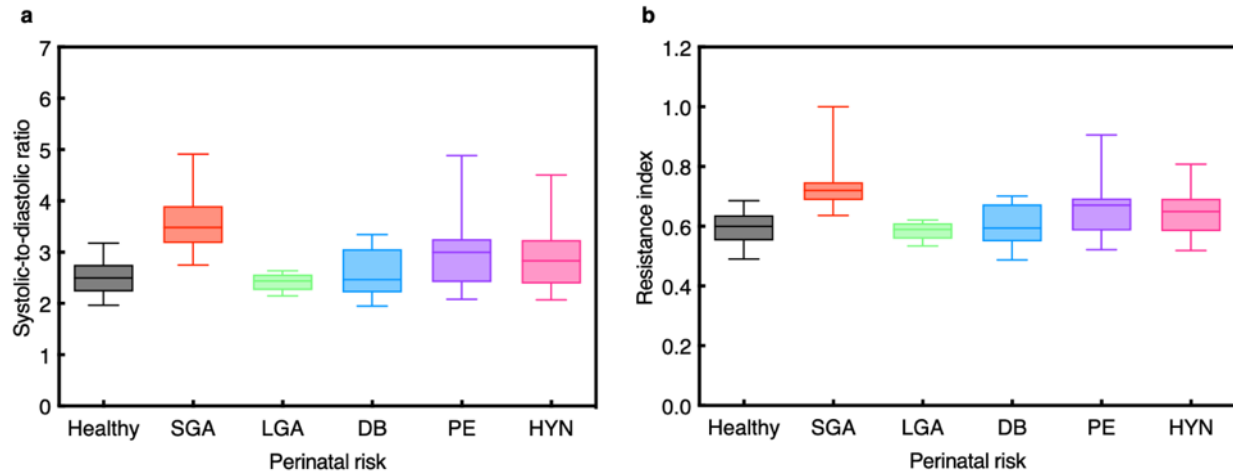 a
7
6
5
4
3
2
1
0
Systolic-to-diastolic ratio
Healthy SGA LGA DB PE HYN
Perinatal risk
b
1.2
1.0
0.8
0.6
0.4
0.2
0.0
Resistance index
Healthy SGA LGA DB PE HYN
Perinatal risk